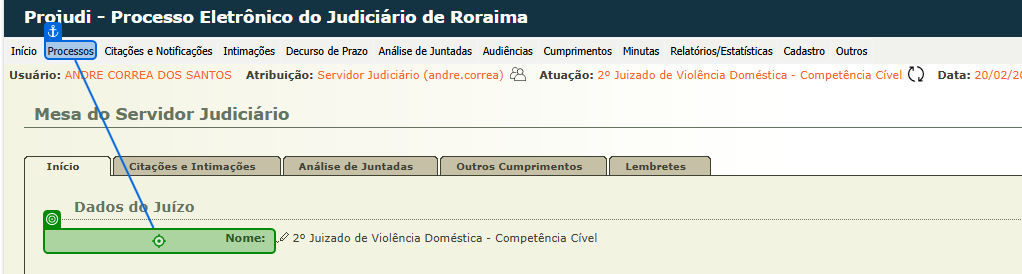 Projudi - Processo Eletrônico do Judiciário de Roraima
Início Processos Citações e Notificações Intimações Decurso de Prazo Análise de Juntadas Audiências Cumprimentos Minutas Relatórios/Estatísticas Cadastro Outros
Usuário: ANDRE CORREA DOS SANTOS Atribuição: Servidor Judiciário (andre.correa) Atuação: 2º Juizado de Violência Doméstica - Competência Cível Data: 20/02/20
Mesa do Servidor Judiciário
Início Citações e Intimações Análise de Juntadas Outros Cumprimentos Lembretes
Dados do Juízo
Nome: 2º Juizado de Violência Doméstica - Competência Cível